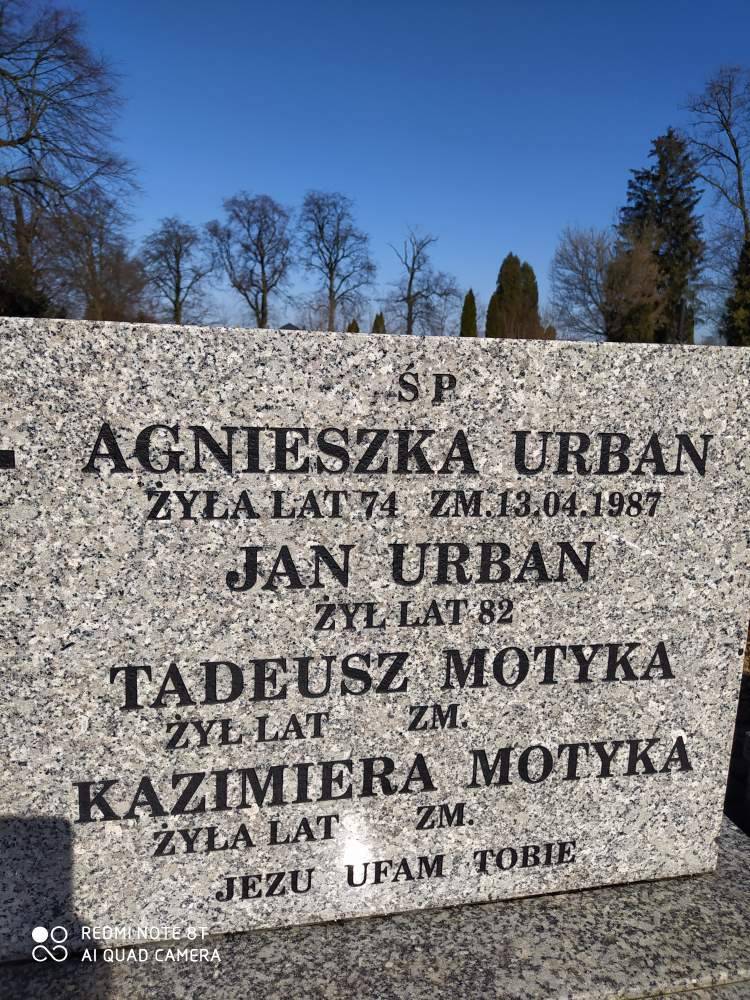 ŚP
AGNIESZKA URBAN
ŻYŁA LAT 74 ZM.13.04.1987
JAN URBAN
ŻYŁ LAT 82
TADEUSZ MOTYKA
ŻYŁ LAT ZM.
KAZIMIERA MOTYKA
ŻYŁA LAT ZM.
JEZU UFAM TOBIE
REDMI NOTE 8T
AI QUAD CAMERA